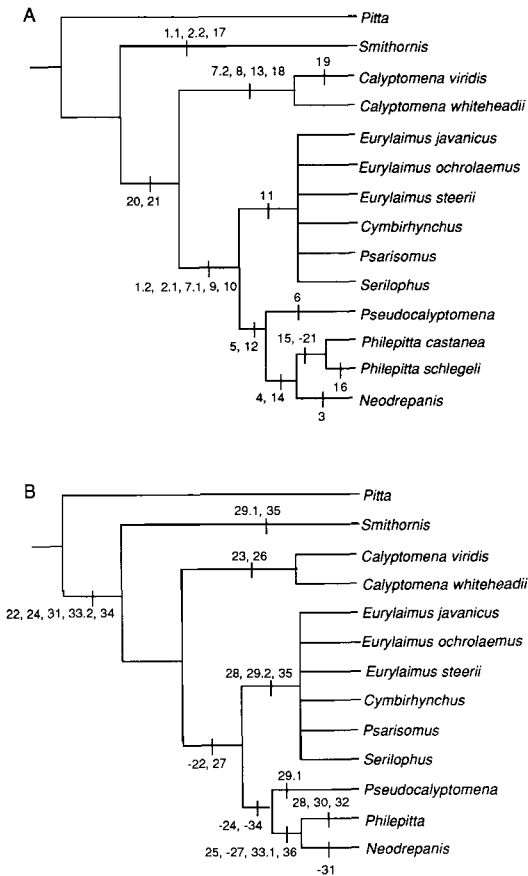 A
Pitta
1.1, 2.2, 17
Smithornis
19
7.2, 8, 13, 18
Calyptomena viridis
Calyptomena whiteheadii
Eurylaimus javanicus
Eurylaimus ochrolaemus
20, 21
11
Eurylaimus steerii
Cymbirhynchus
Psarisomus
1.2, 2.1, 7.1, 9, 10
Serilophus
6
Pseudocalyptomena
5, 12
15, -21
Philepitta castanea
Philepitta schlegeli
16
4, 14
Neodrepanis
3
B
Pitta
29.1, 35
Smithornis
23, 26
Calyptomena viridis
Calyptomena whiteheadii
22, 24, 31, 33.2, 34
Eurylaimus javanicus
Eurylaimus ochrolaemus
28, 29.2, 35
Eurylaimus steerii
Cymbirhynchus
Psarisomus
-22, 27
Serilophus
29.1
Pseudocalyptomena
28, 30, 32
-24, -34
Philepitta
25, -27, 33.1, 36
Neodrepanis
-31